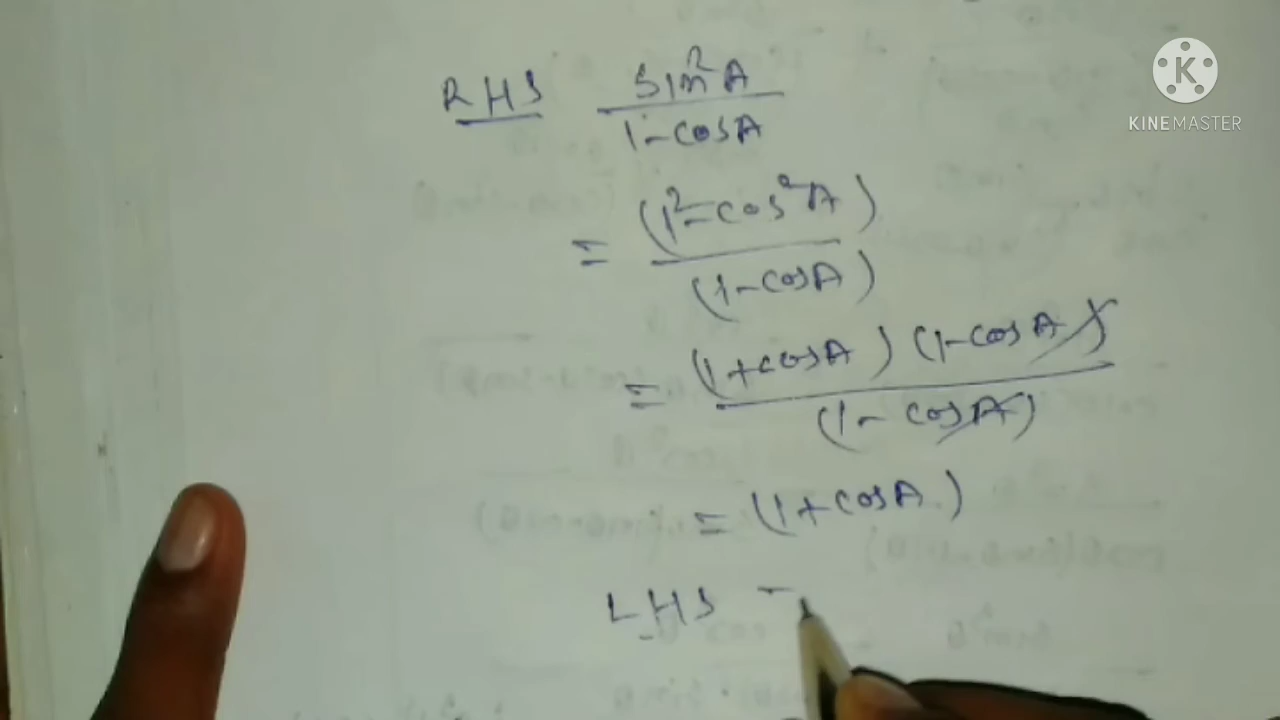 RHS sin²A / 1-cosA
= (1²-cos²A) / (1-cosA)
= (1+cosA) (1-cosA) / (1-cosA)
= (1+cosA)
LHS =
K
KINEMASTER